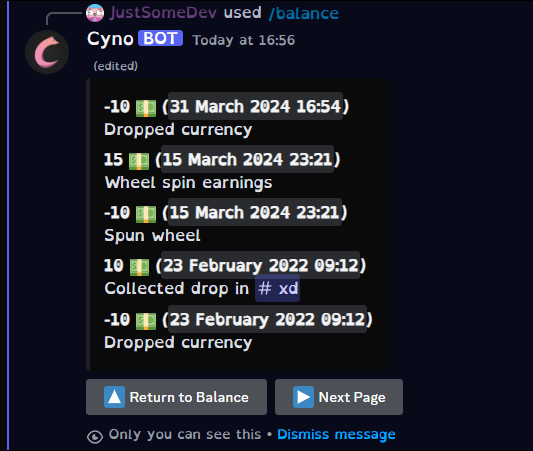 JustSomeDev used /balance
Cyno BOT Today at 16:56
(edited)
-10 💵 (31 March 2024 16:54)
Dropped currency
15 💵 (15 March 2024 23:21)
Wheel spin earnings
-10 💵 (15 March 2024 23:21)
Spun wheel
10 💵 (23 February 2022 09:12)
Collected drop in # xd
-10 💵 (23 February 2022 09:12)
Dropped currency
Return to Balance Next Page
Only you can see this • Dismiss message